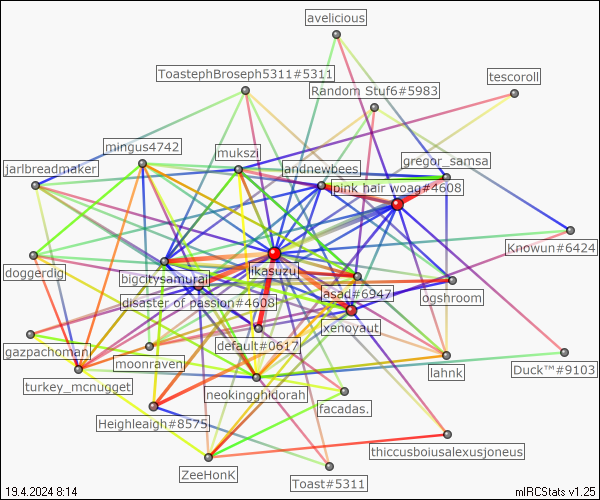 avelicious
ToastephBroseph5311#5311
tescoroll
Random Stuf6#5983
mingus4742
mukszi
gregor_samsa
jarlbreadmaker
landnewbees
pink hair woag#4608
Knowun#6424
doggerdig
likasuzu
bigcitysamurai
asad#6947
ogshroom
disaster of passion#4608
xenoyaut
default#0617
gazpachoman
moonraven
lahnk
Duck™#9103
turkey_mcnugget
neokingghidorah
facadas.
Heighleaigh#8575
thiccusboiusalexusjoneus
ZeeHonK
Toast#5311
19.4.2024 8:14
mIRCStats v1.25